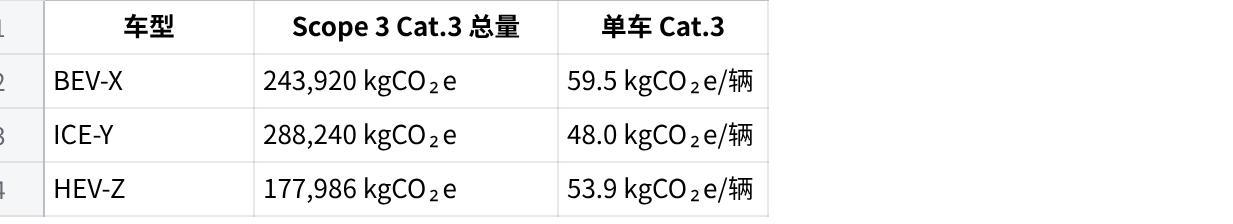 1 车型 Scope 3 Cat.3 总量 单车 Cat.3
2 BEV-X 243,920 kgCO₂e 59.5 kgCO₂e/辆
3 ICE-Y 288,240 kgCO₂e 48.0 kgCO₂e/辆
4 HEV-Z 177,986 kgCO₂e 53.9 kgCO₂e/辆